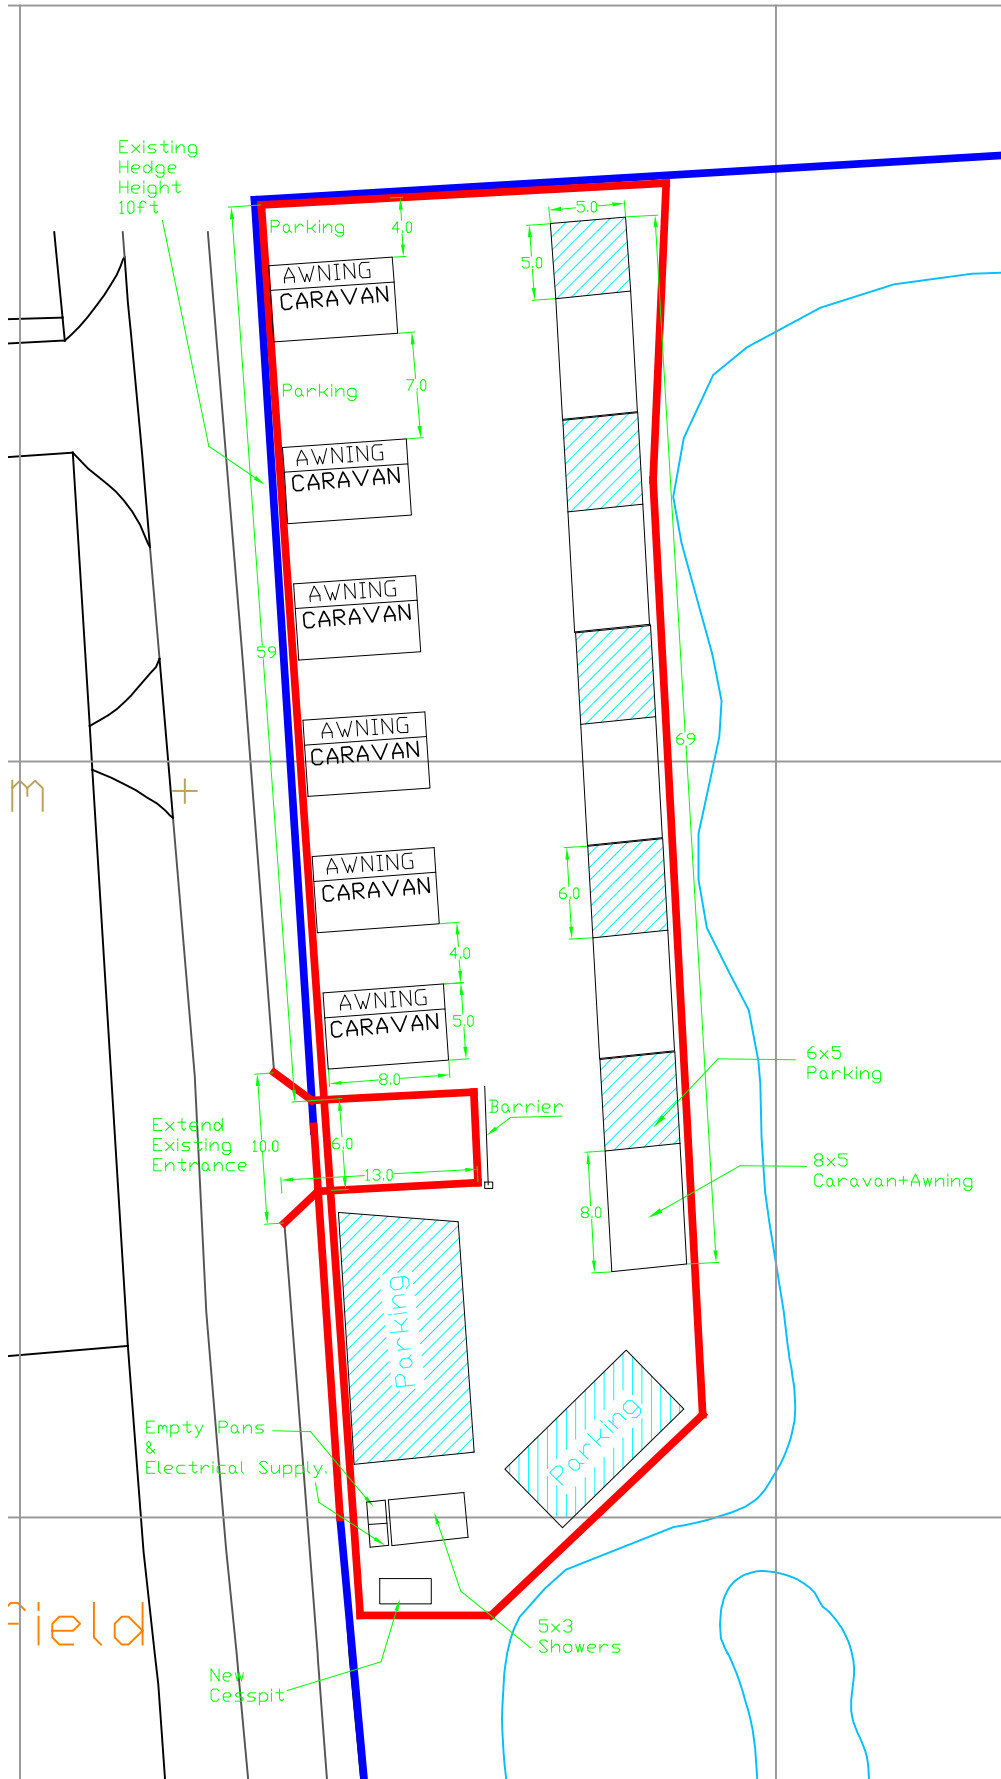 Existing
Hedge
Height
10ft
Parking
4.0
5.0
5.0
AWNING
CARAVAN
7.0
Parking
AWNING
CARAVAN
AWNING
CARAVAN
59
AWNING
CARAVAN
69
m
AWNING
CARAVAN
6.0
4.0
AWNING
CARAVAN
5.0
8.0
6x5
Parking
Barrier
Extend
Existing
Entrance
10.0
6.0
13.0
8x5
Caravan+Awning
8.0
Parking
Parking
Empty Pans
&
Electrical Supply.
field
5x3
Showers
New
Cesspit